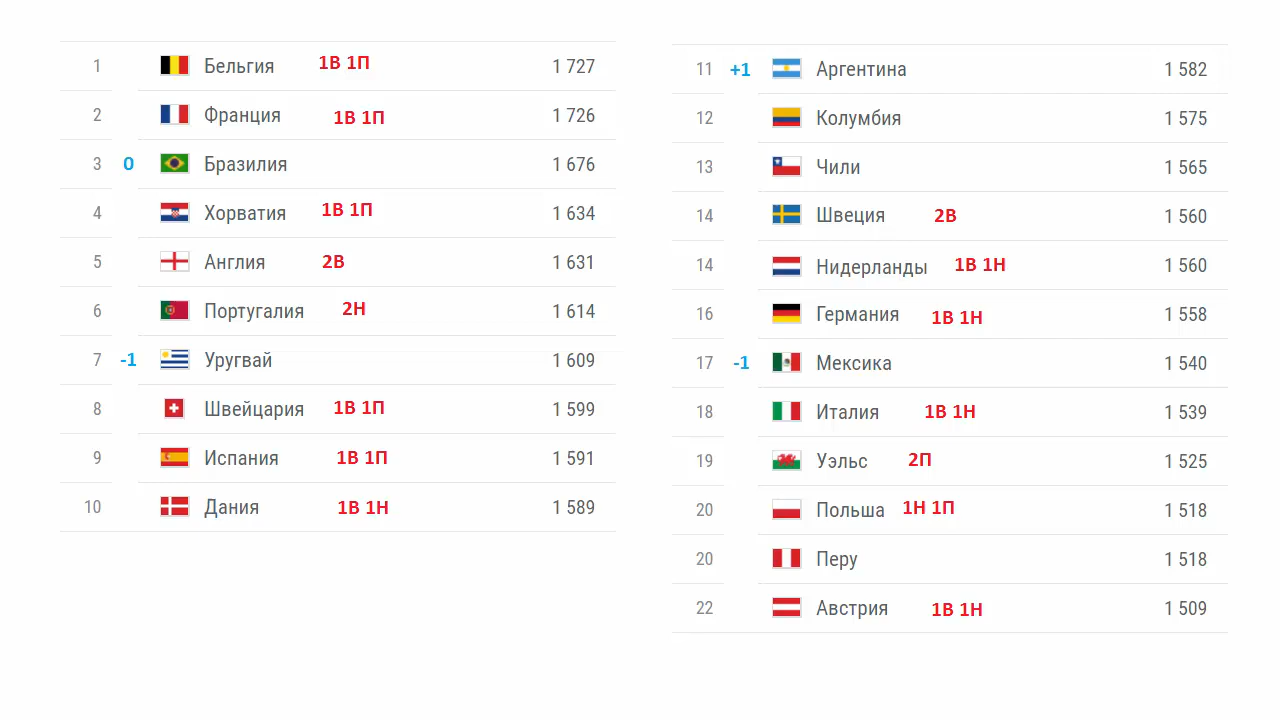 1 Бельгия 1В 1П 1 727
2 Франция 1В 1П 1 726
3 0 Бразилия 1 676
4 Хорватия 1В 1П 1 634
5 Англия 2В 1 631
6 Португалия 2Н 1 614
7 -1 Уругвай 1 609
8 Швейцария 1В 1П 1 599
9 Испания 1В 1П 1 591
10 Дания 1В 1Н 1 589
11 +1 Аргентина 1 582
12 Колумбия 1 575
13 Чили 1 565
14 Швеция 2В 1 560
14 Нидерланды 1В 1Н 1 560
16 Германия 1В 1Н 1 558
17 -1 Мексика 1 540
18 Италия 1В 1Н 1 539
19 Уэльс 2П 1 525
20 Польша 1Н 1П 1 518
20 Перу 1 518
22 Австрия 1В 1Н 1 509